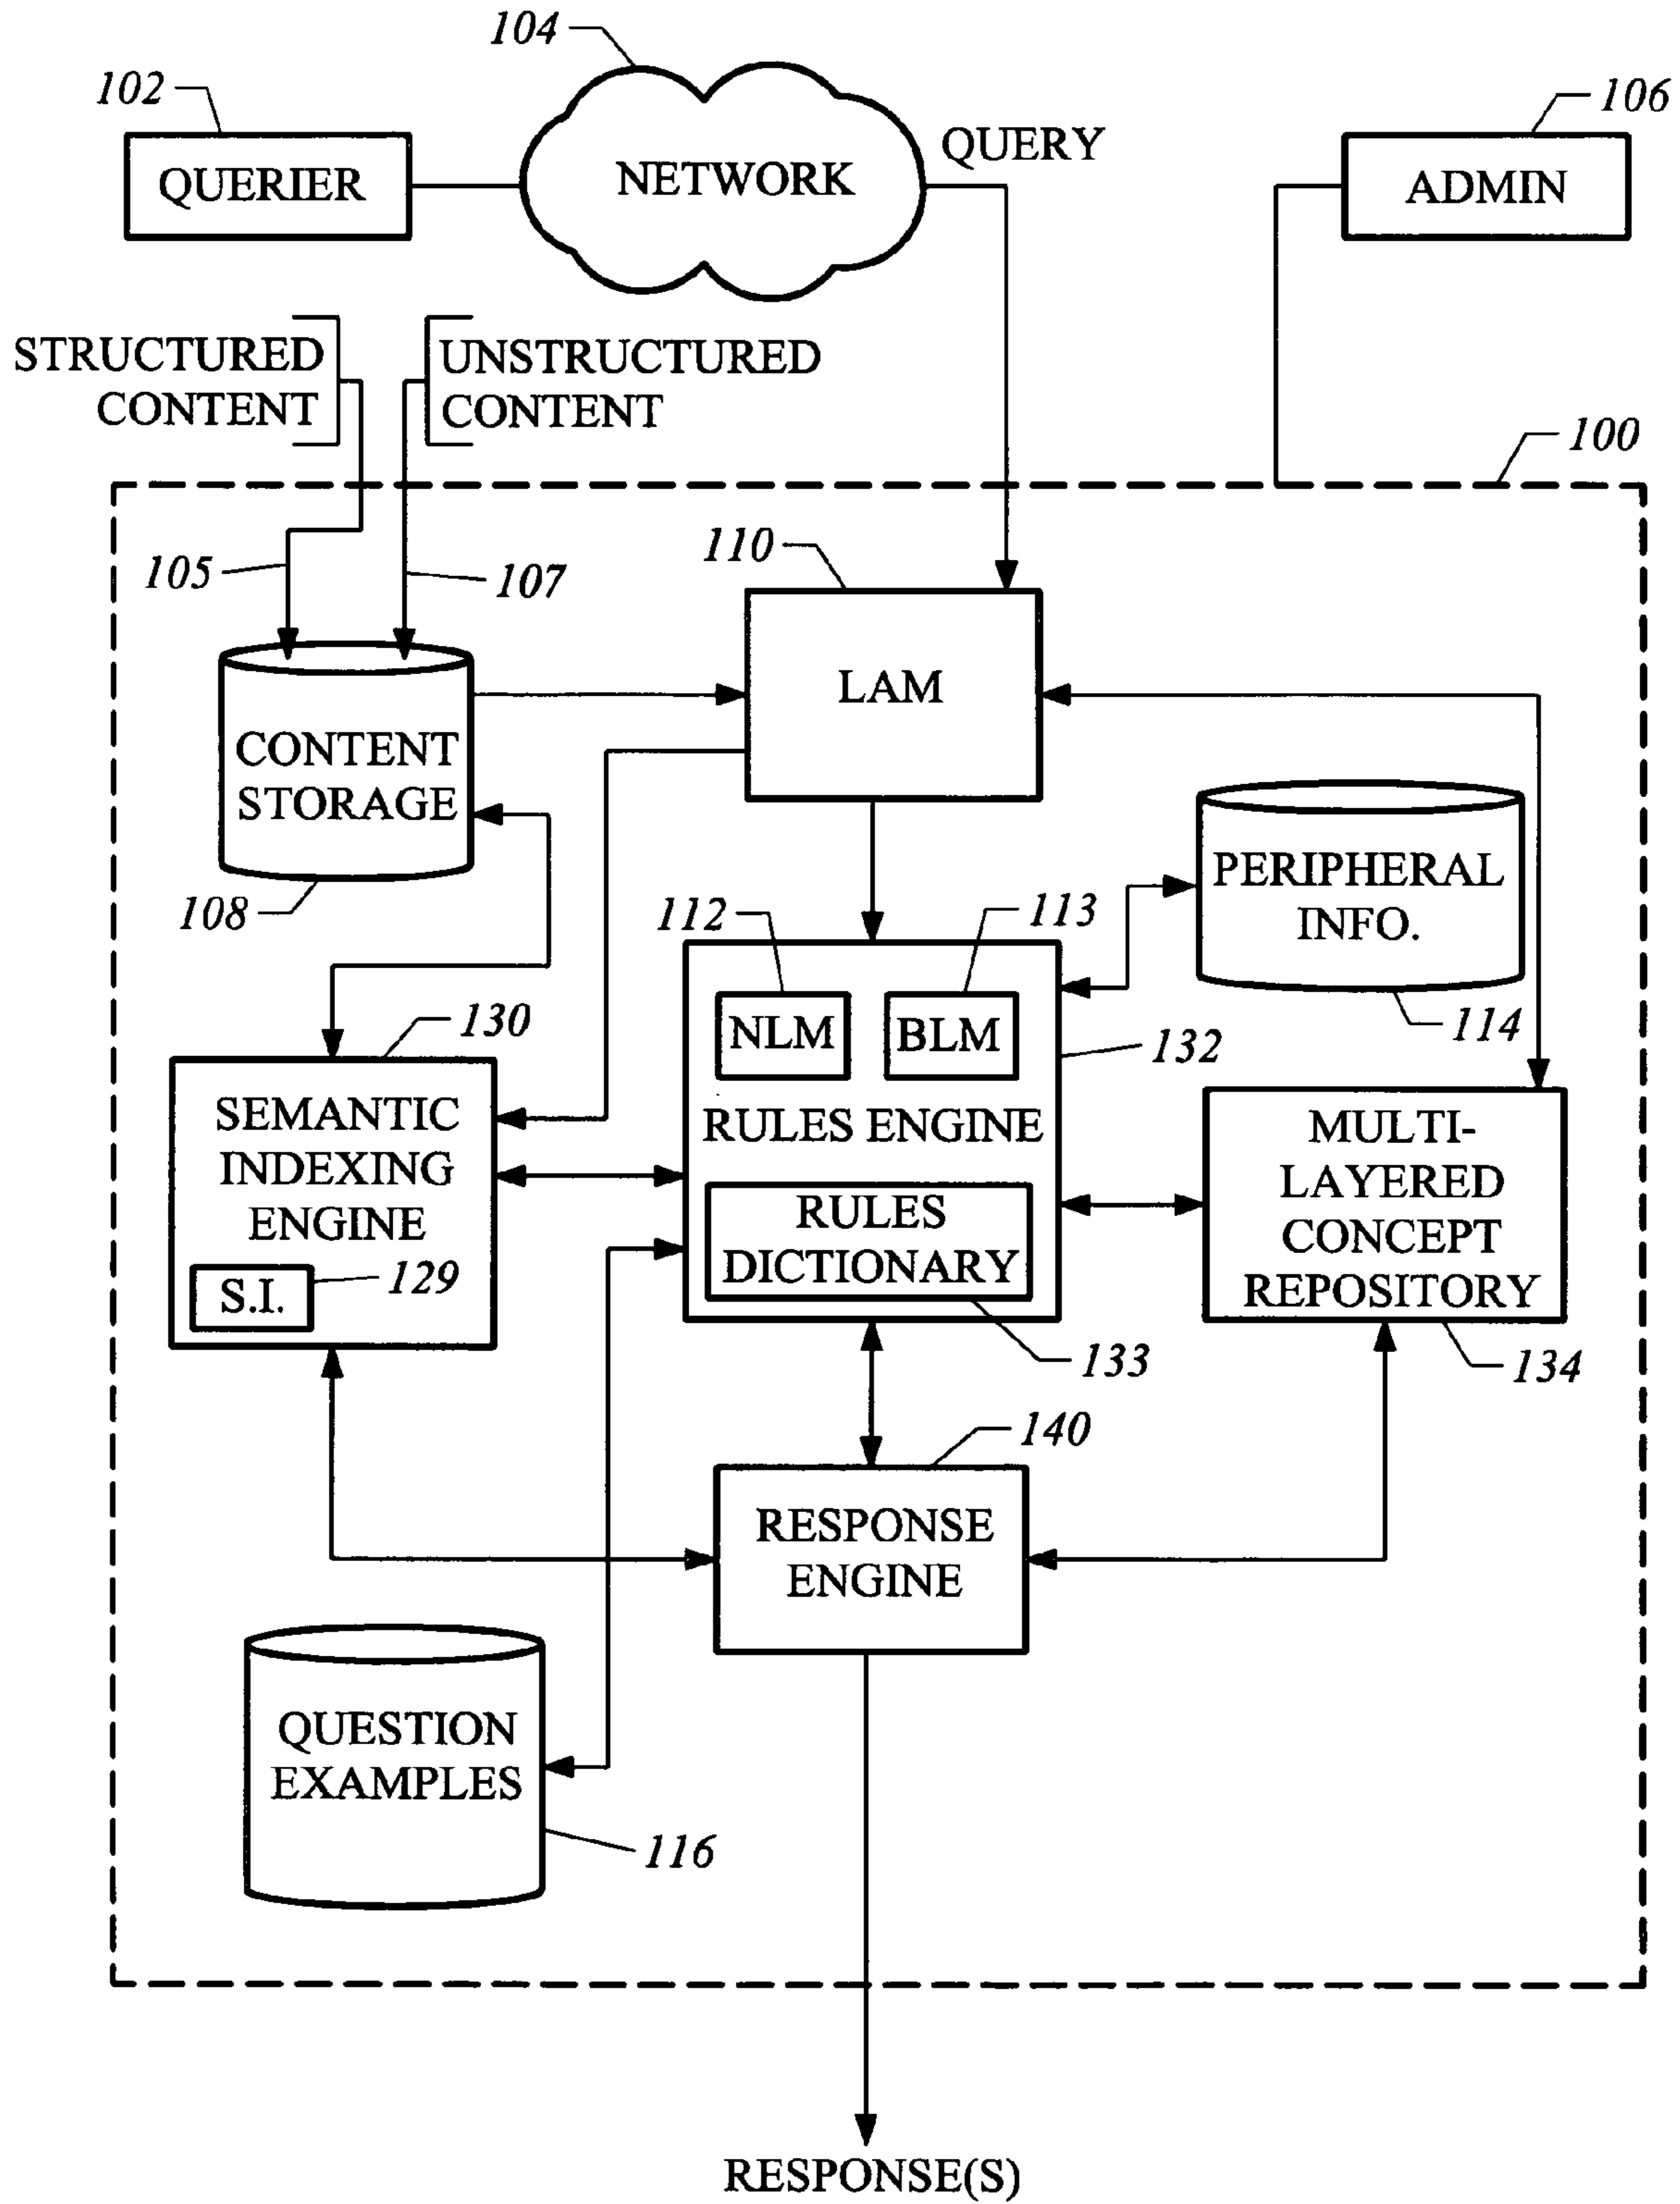 104
102
106
QUERIER
NETWORK
QUERY
ADMIN
STRUCTURED
CONTENT
UNSTRUCTURED
CONTENT
100
105
107
110
LAM
CONTENT
STORAGE
108
PERIPHERAL
INFO.
114
112
113
NLM
BLM
132
RULES ENGINE
RULES
DICTIONARY
133
130
SEMANTIC
INDEXING
ENGINE
S.I.
129
MULTI-
LAYERED
CONCEPT
REPOSITORY
134
140
RESPONSE
ENGINE
QUESTION
EXAMPLES
116
RESPONSE(S)